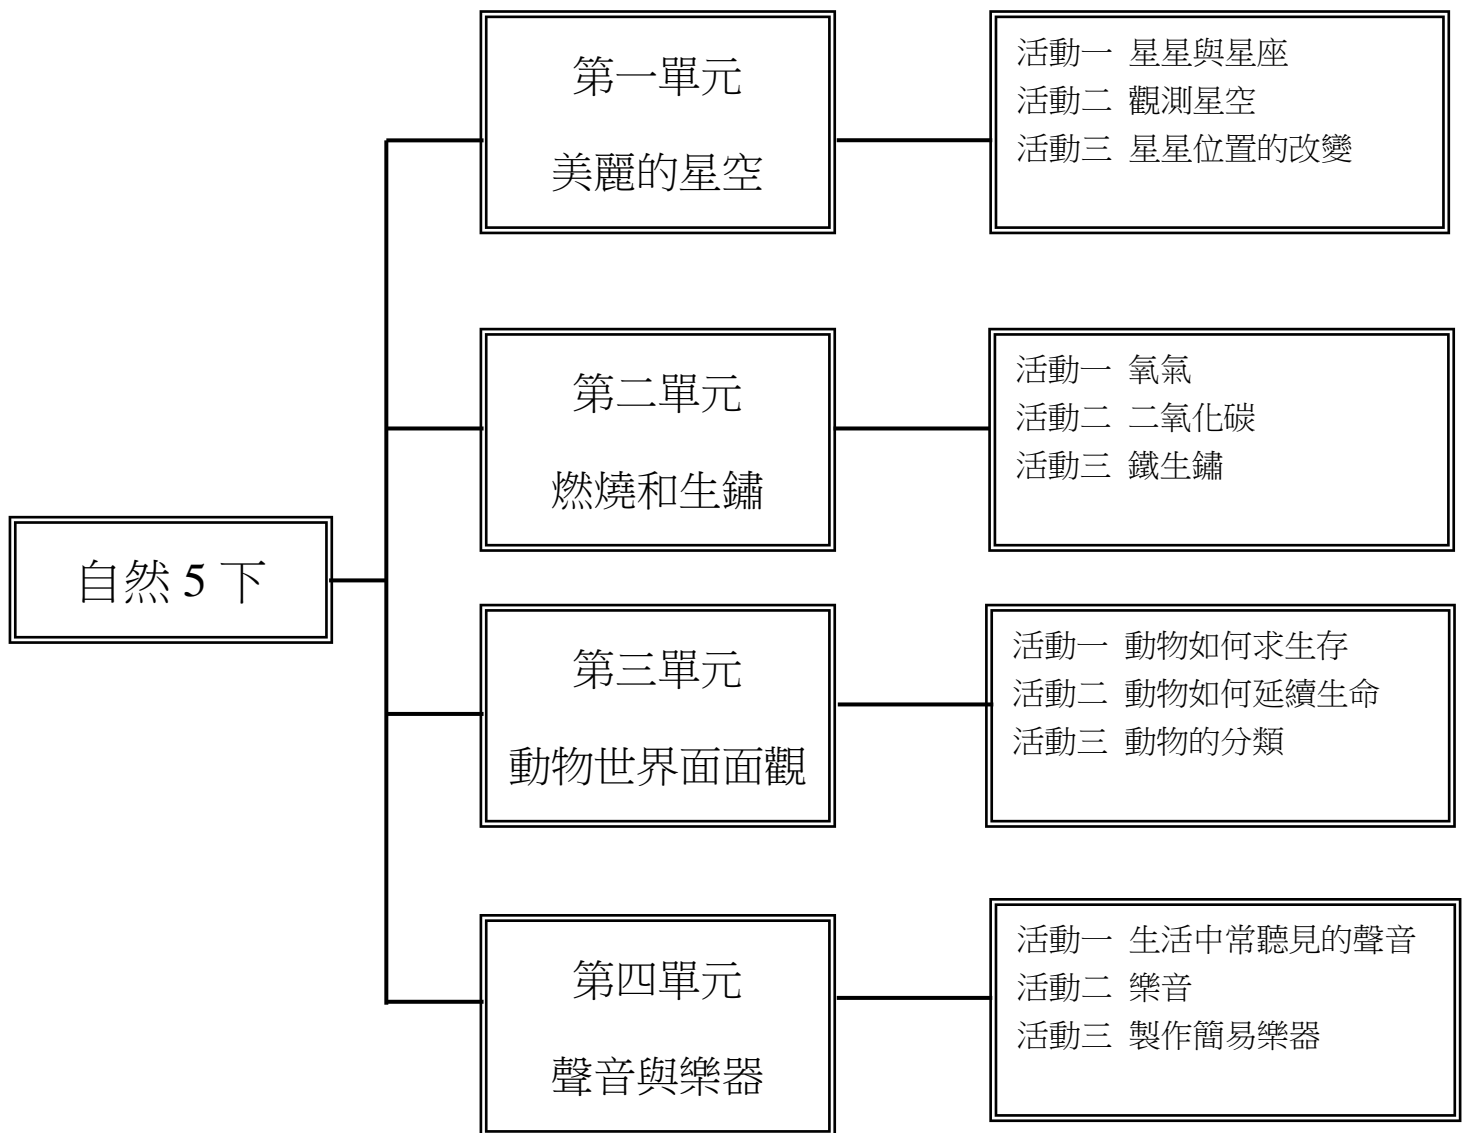 第一單元
美麗的星空
活動一 星星與星座
活動二 觀測星空
活動三 星星位置的改變
第二單元
燃燒和生鏽
活動一 氧氣
活動二 二氧化碳
活動三 鐵生鏽
自然 5 下
第三單元
動物世界面面觀
活動一 動物如何求生存
活動二 動物如何延續生命
活動三 動物的分類
第四單元
聲音與樂器
活動一 生活中常聽見的聲音
活動二 樂音
活動三 製作簡易樂器